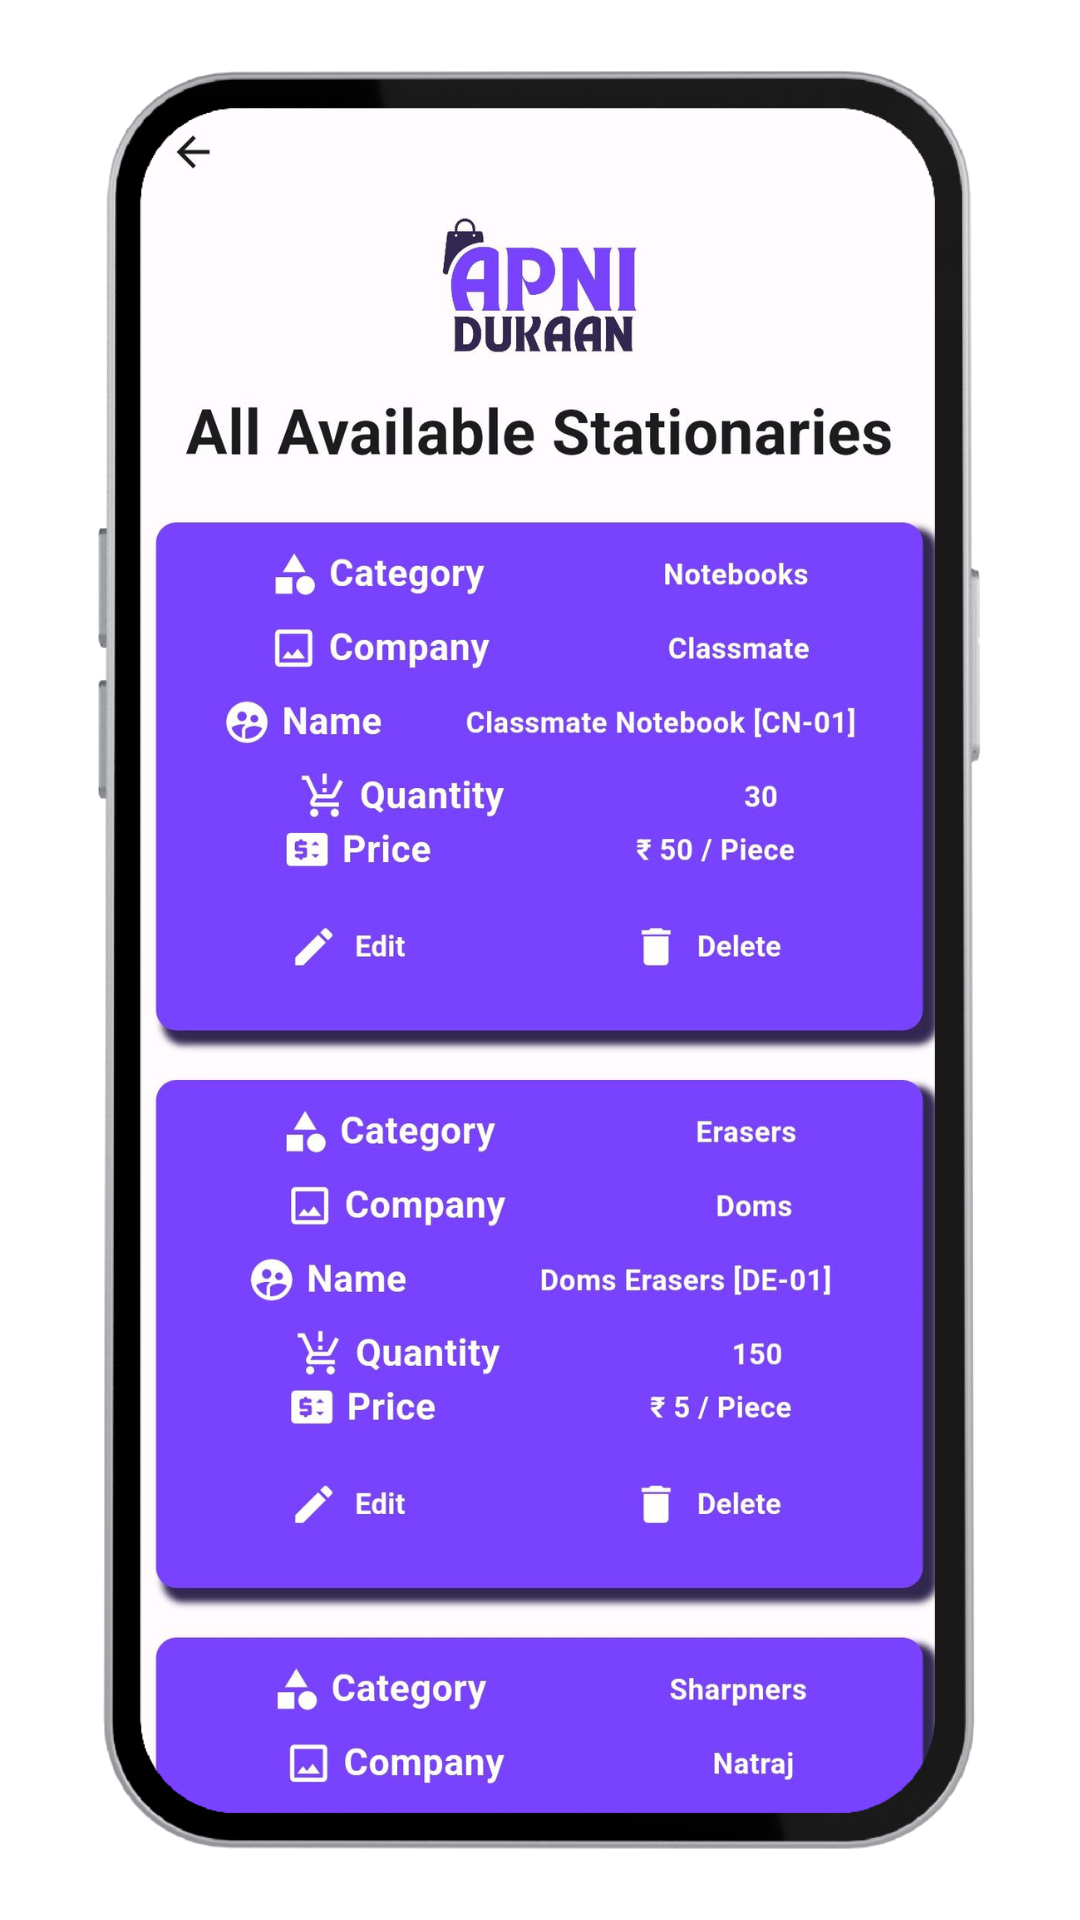 APNI
DUKAAN
All Available Stationaries
Category Notebooks
Company Classmate
Name Classmate Notebook [CN-01]
Quantity 30
Price ₹ 50 / Piece
Edit Delete
Category Erasers
Company Doms
Name Doms Erasers [DE-01]
Quantity 150
Price ₹ 5 / Piece
Edit Delete
Category Sharpners
Company Natraj